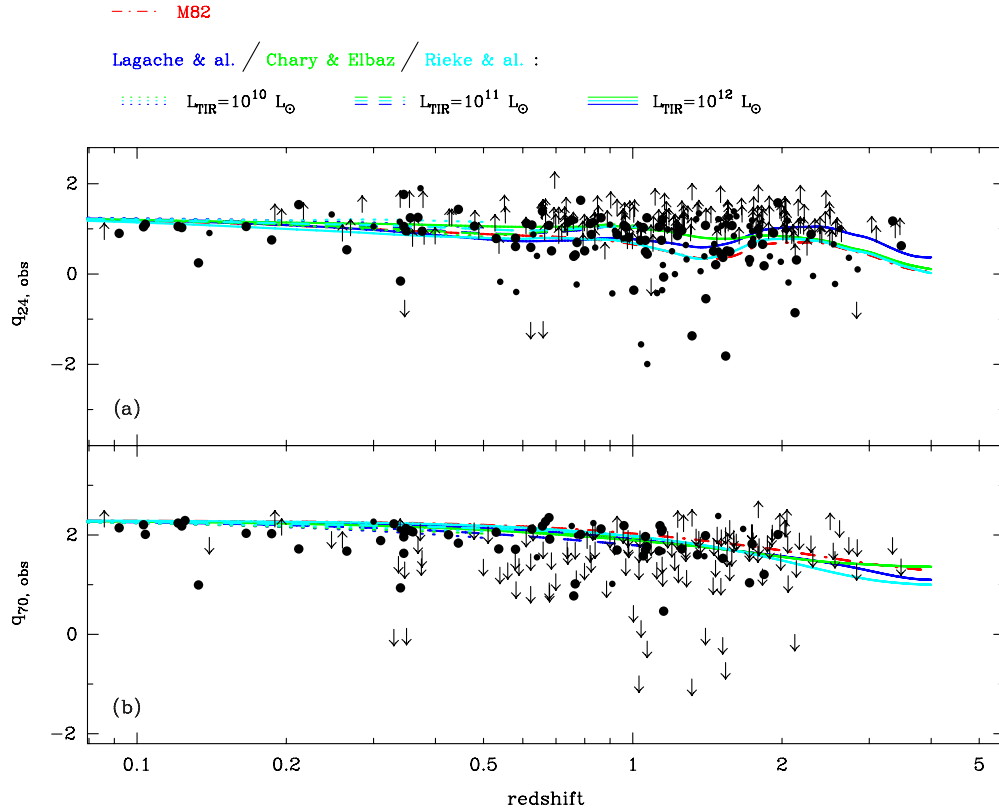 M82
Lagache & al. / Chary & Elbaz / Rieke & al. :
L_TIR=10^10 L_⊙ L_TIR=10^11 L_⊙ L_TIR=10^12 L_⊙
2
0
−2
q_24, obs
(a)
2
0
−2
q_70, obs
(b)
0.1 0.2 0.5 1 2 5
redshift